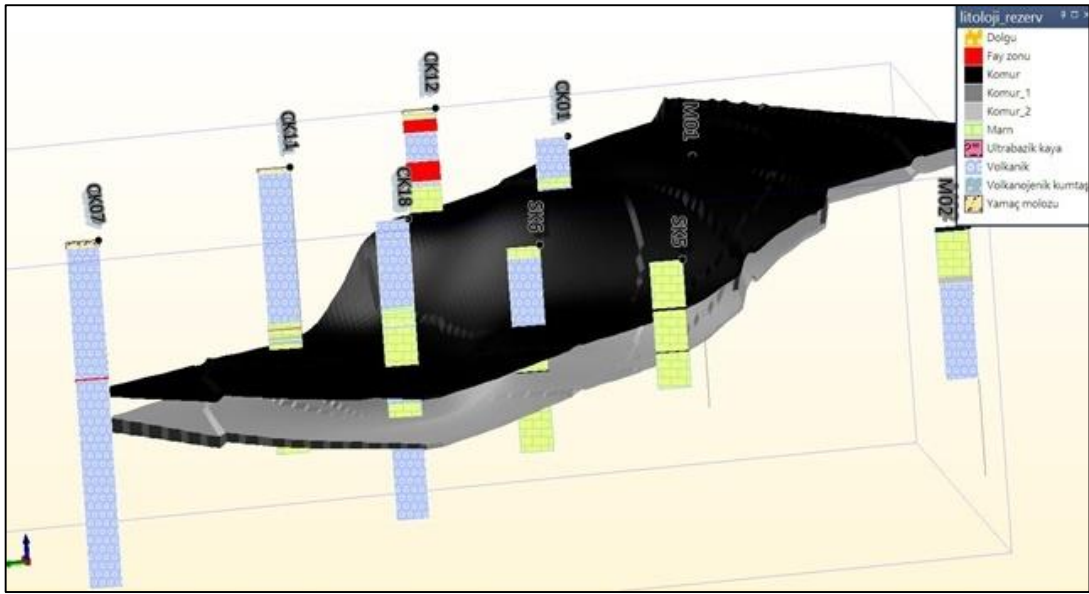 CK12
CK01
CK11
M01
CK18
CK07
SK6
SK5
M02
litoloji_rezerv
Dolgu
Fay zonu
Komur
Komur_1
Komur_2
Marn
Ultrabazik kaya
Volkanik
Volkanojenik kumtaş
Yamaç molozu